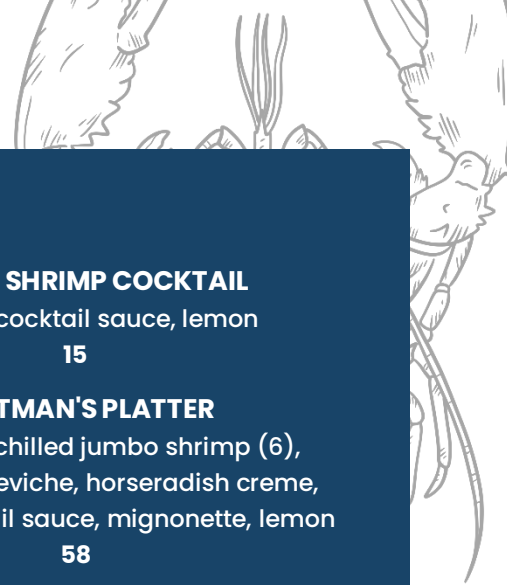 SHRIMP COCKTAIL
cocktail sauce, lemon
15
TMAN'S PLATTER
chilled jumbo shrimp (6),
eviche, horseradish creme,
il sauce, mignonette, lemon
58